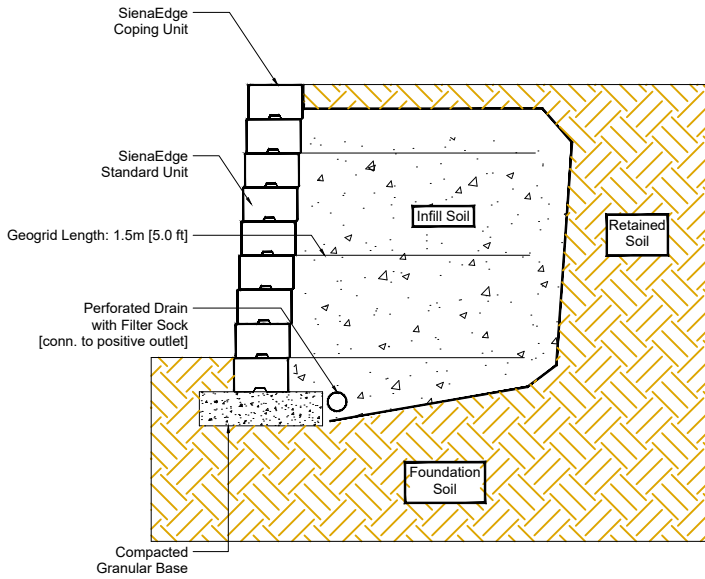 SienaEdge
Coping Unit
SienaEdge
Standard Unit
Infill Soil
Retained
Soil
Geogrid Length: 1.5m [5.0 ft]
Perforated Drain
with Filter Sock
[conn. to positive outlet]
Foundation
Soil
Compacted
Granular Base